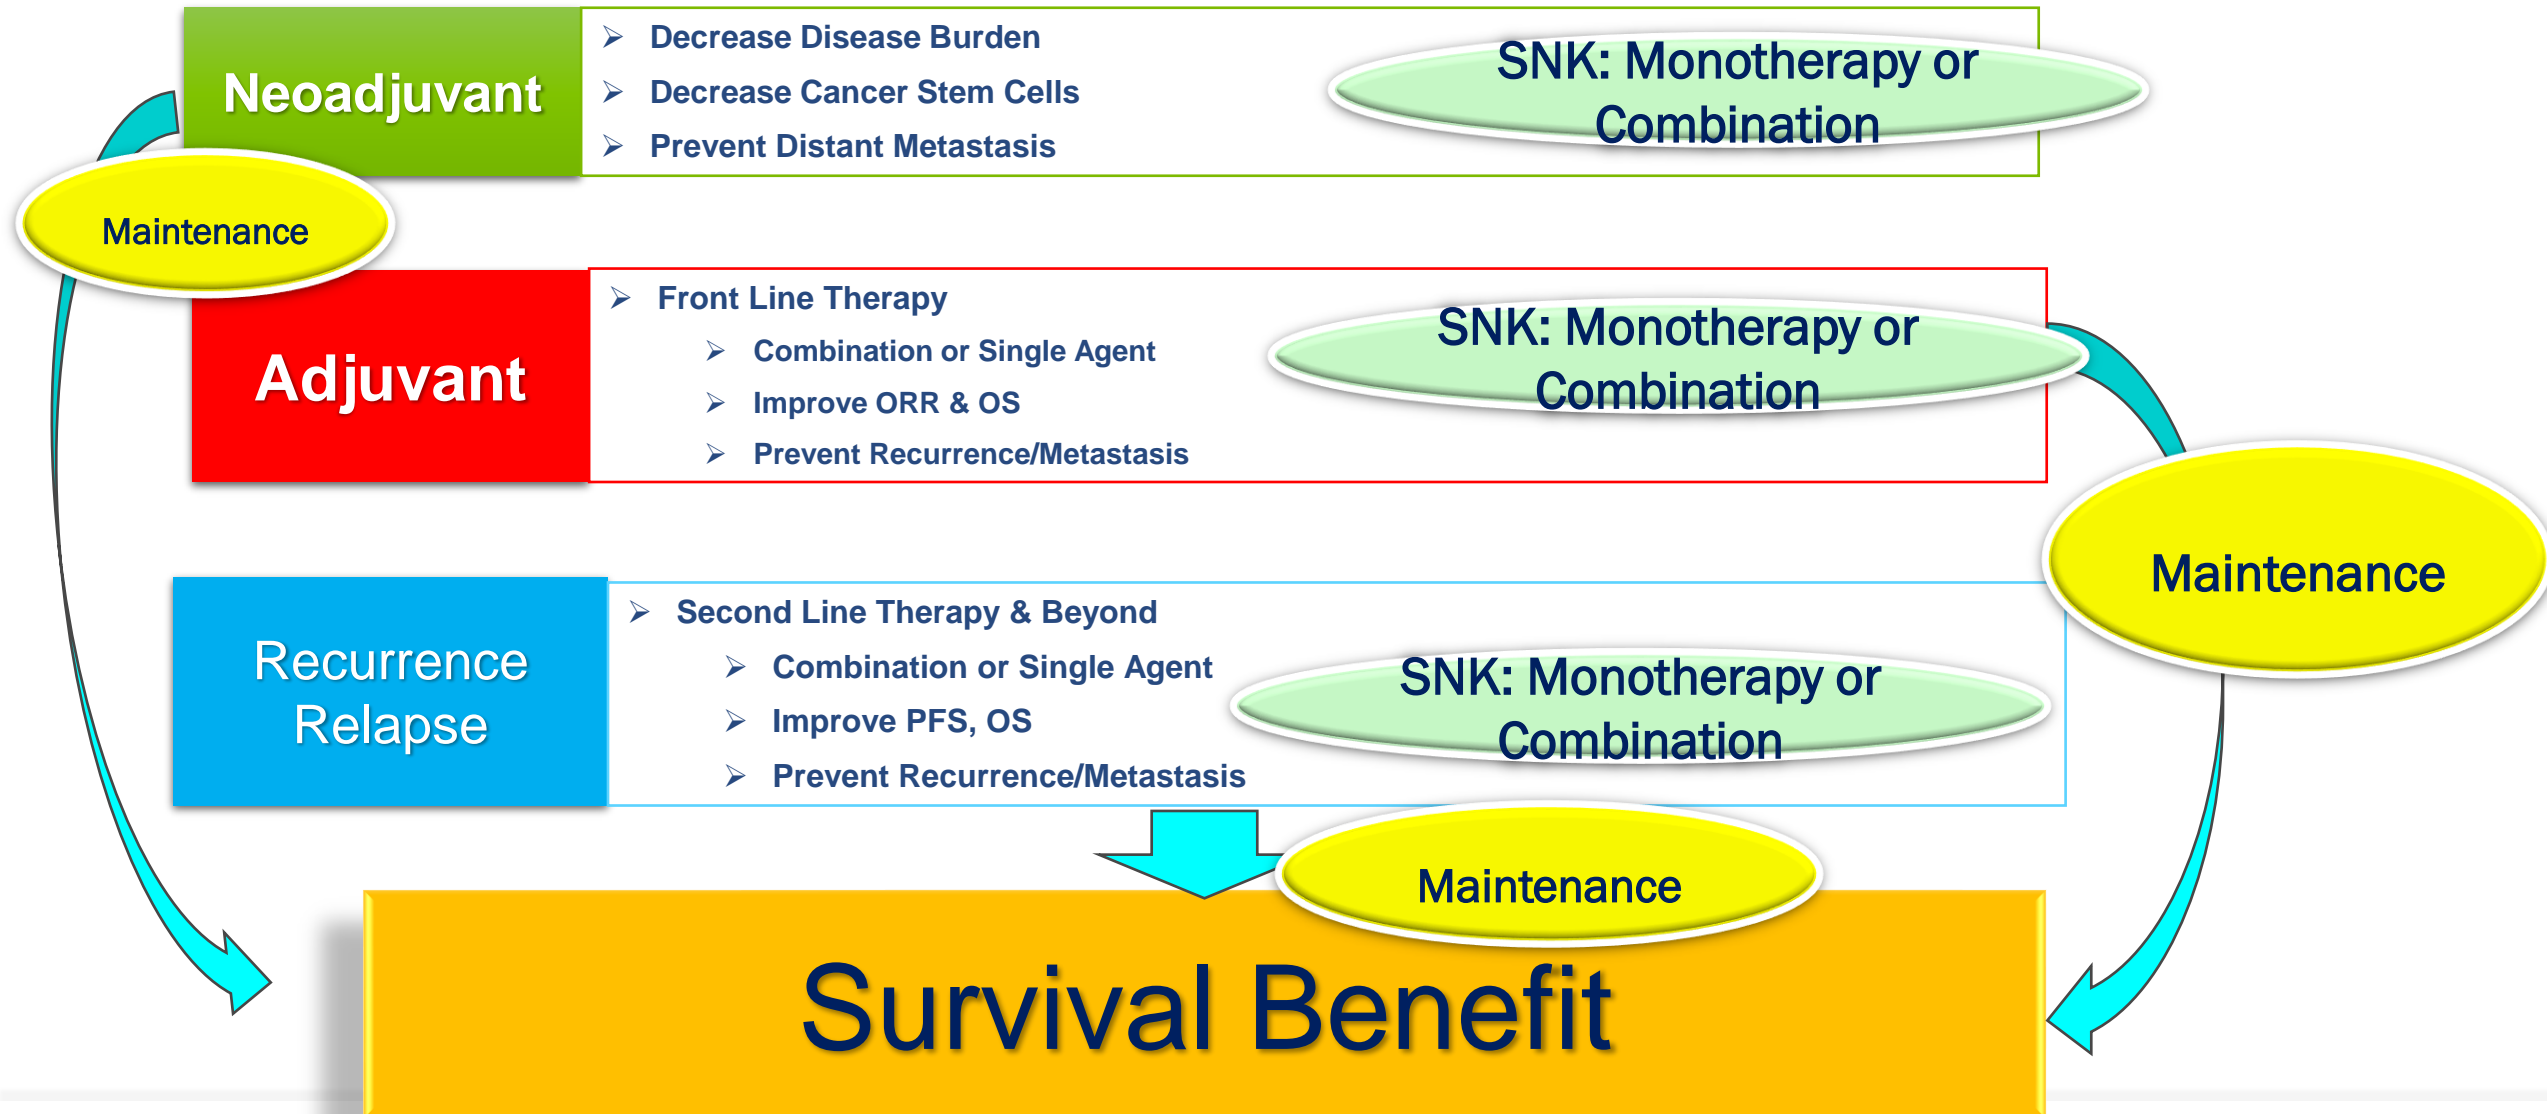 Neoadjuvant
➢ Decrease Disease Burden
➢ Decrease Cancer Stem Cells
➢ Prevent Distant Metastasis
SNK: Monotherapy or
Combination
Maintenance
Adjuvant
➢ Front Line Therapy
➢ Combination or Single Agent
➢ Improve ORR & OS
➢ Prevent Recurrence/Metastasis
SNK: Monotherapy or
Combination
Maintenance
Recurrence
Relapse
➢ Second Line Therapy & Beyond
➢ Combination or Single Agent
➢ Improve PFS, OS
➢ Prevent Recurrence/Metastasis
SNK: Monotherapy or
Combination
Maintenance
Survival Benefit